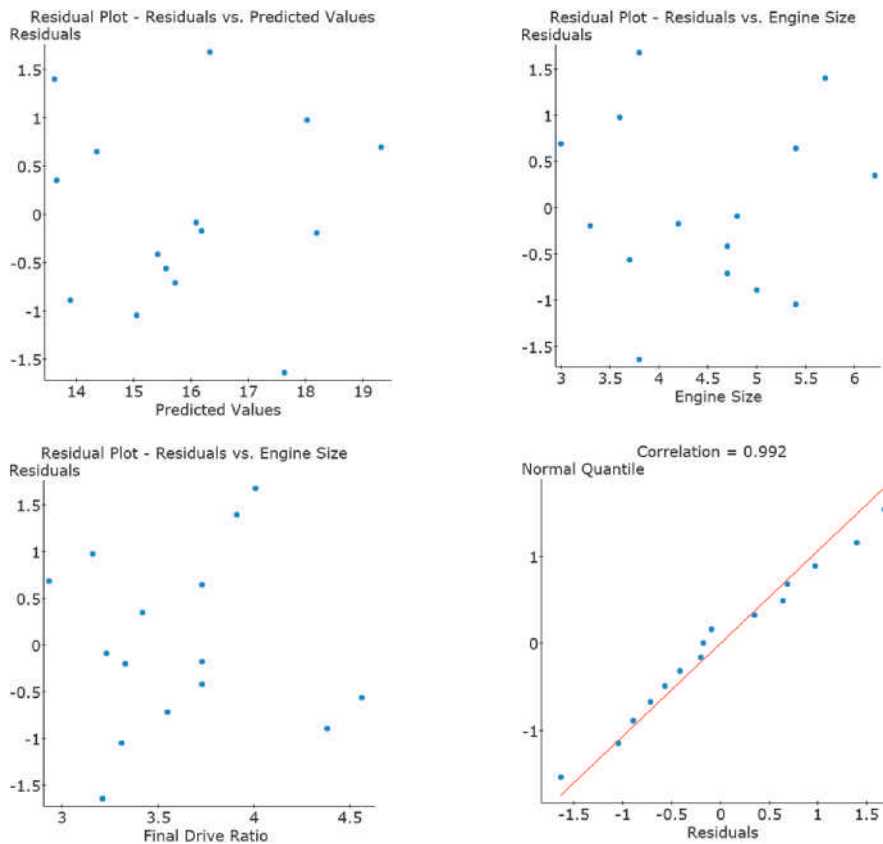 Residual Plot - Residuals vs. Predicted Values
Residuals
1.5
1
0.5
0
-0.5
-1
-1.5
14 15 16 17 18 19
Predicted Values
Residual Plot - Residuals vs. Engine Size
Residuals
1.5
1
0.5
0
-0.5
-1
-1.5
3 3.5 4 4.5 5 5.5 6
Engine Size
Residual Plot - Residuals vs. Engine Size
Residuals
1.5
1
0.5
0
-0.5
-1
-1.5
3 3.5 4 4.5
Final Drive Ratio
Correlation = 0.992
Normal Quantile
1
0
-1
-1.5 -1 -0.5 0 0.5 1 1.5
Residuals